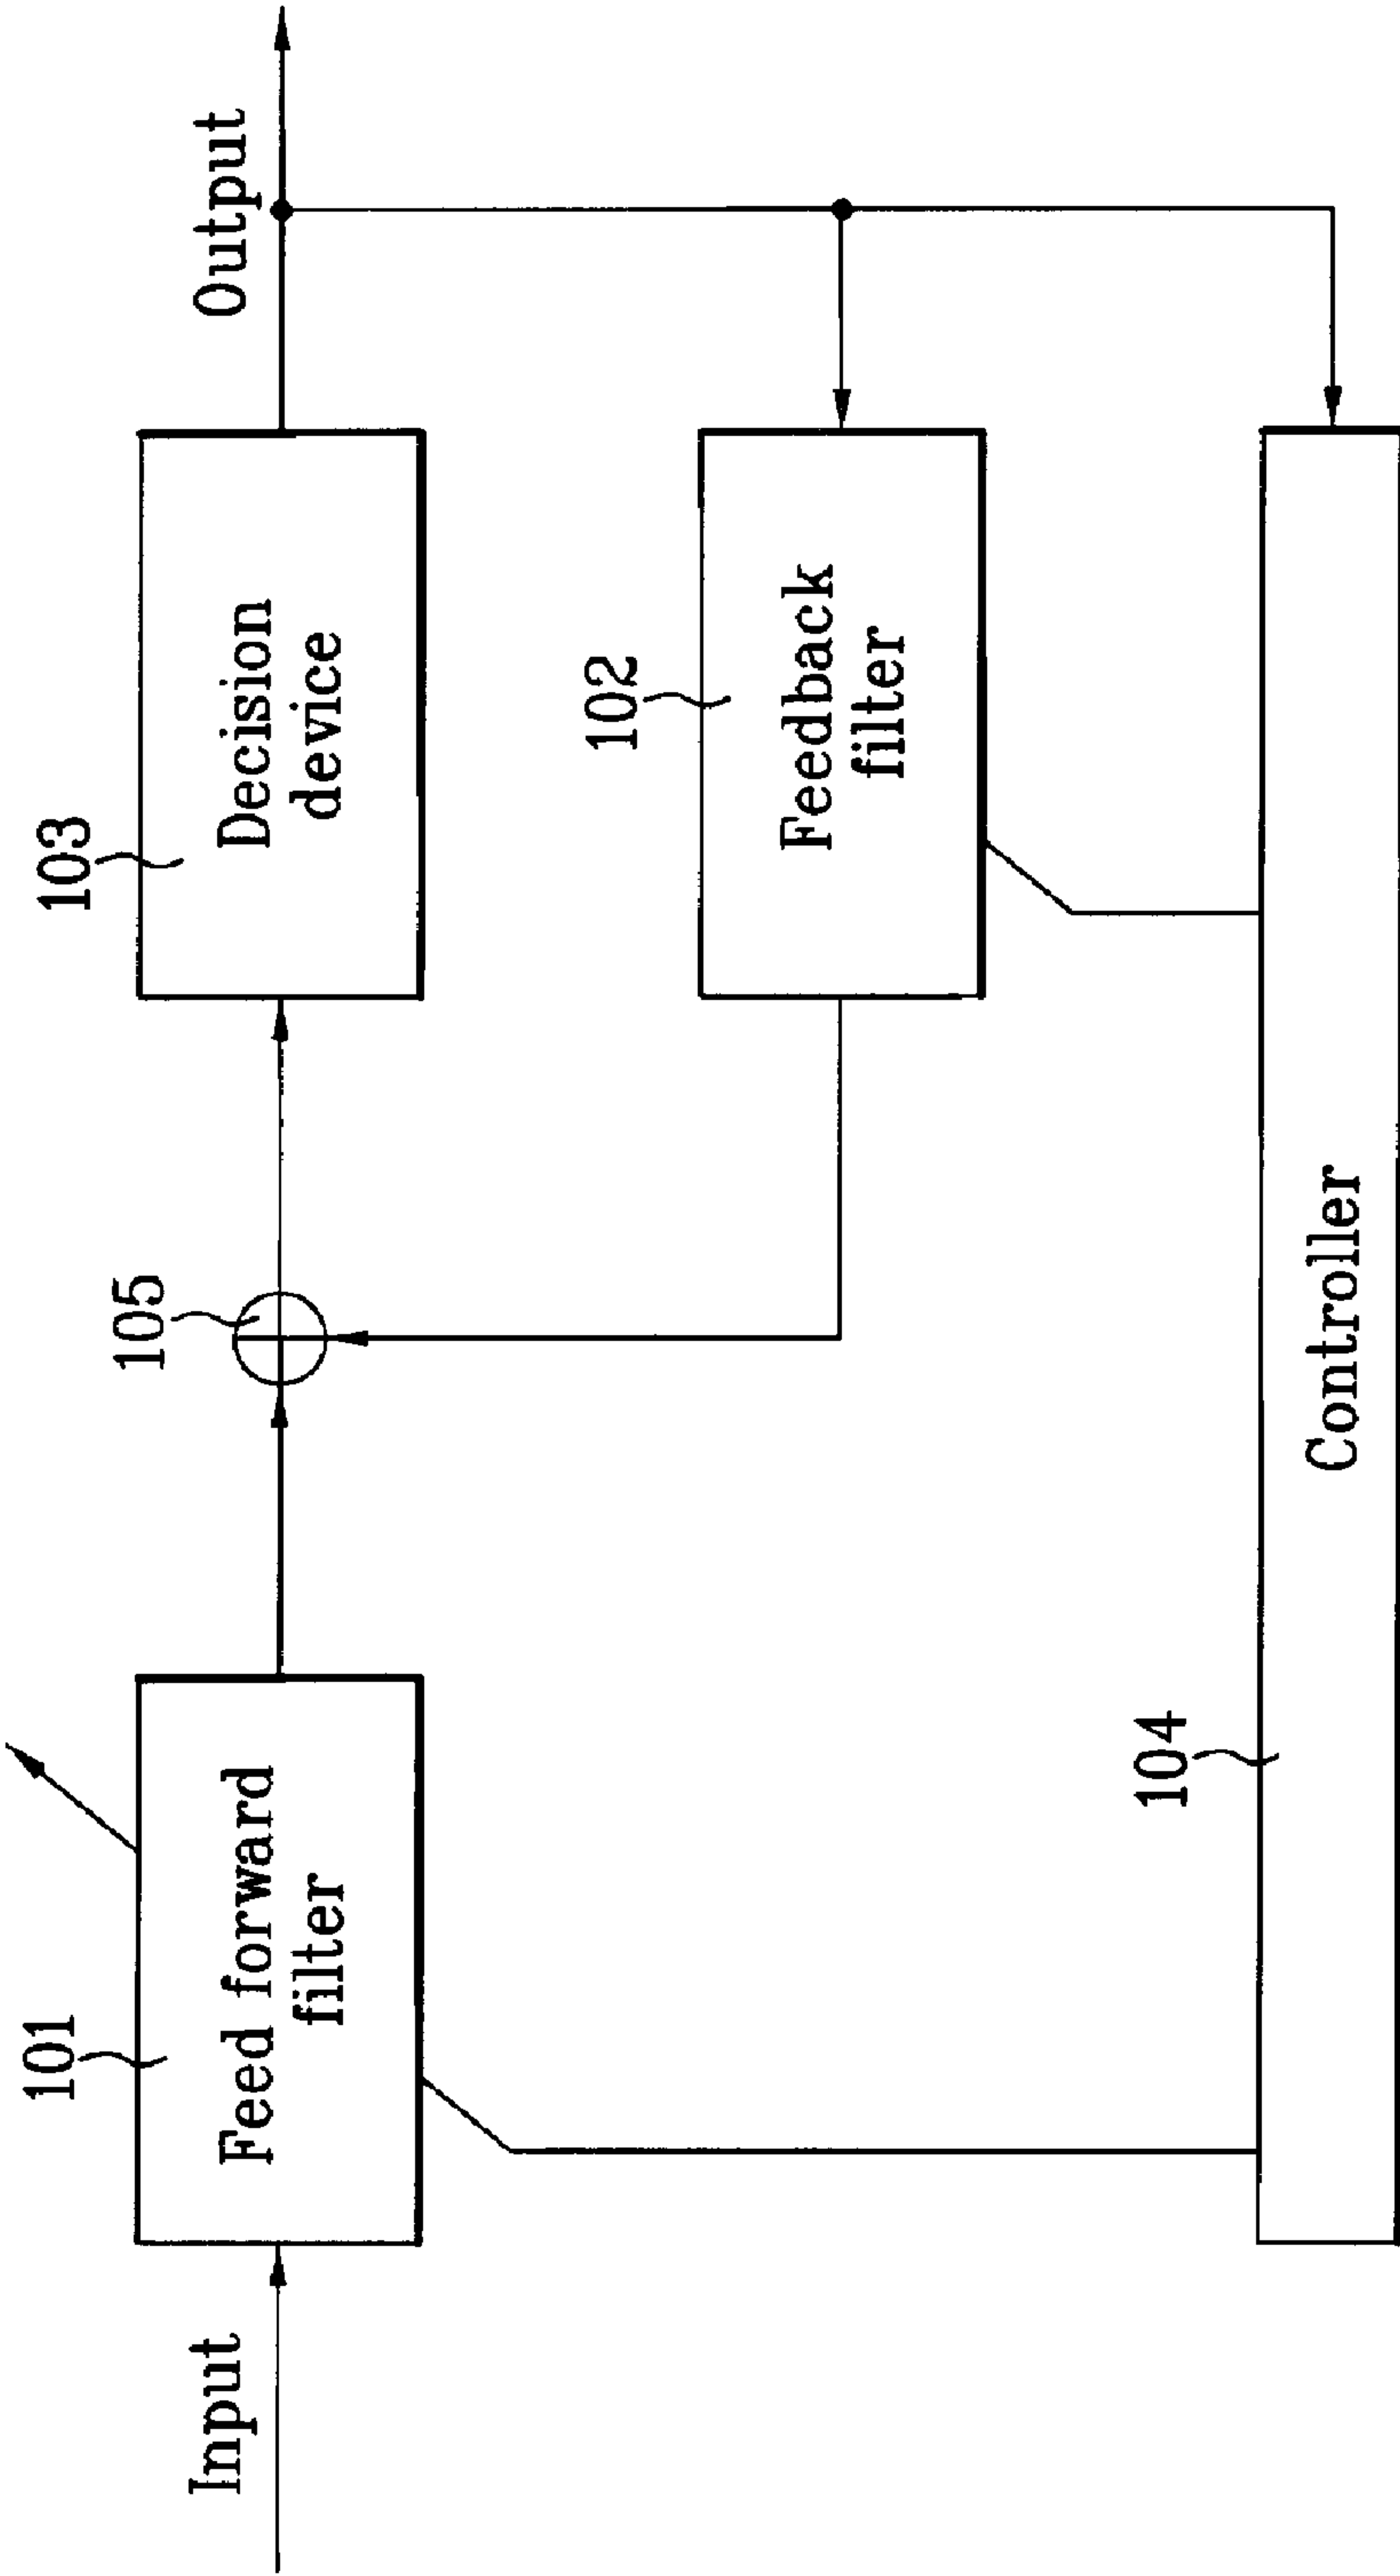 101
Input
Feed forward
filter
105
103
Decision
device
Output
102
Feedback
filter
104
Controller